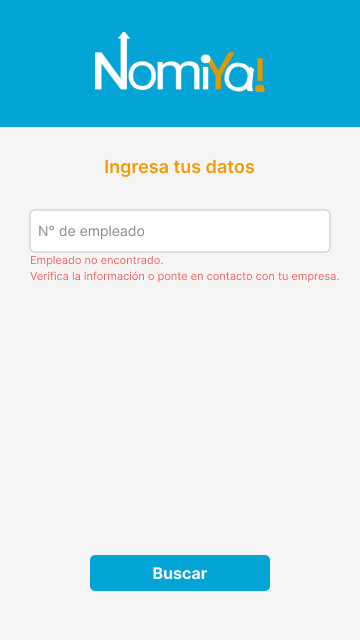 NomiYa!
Ingresa tus datos
N° de empleado
Empleado no encontrado.
Verifica la información o ponte en contacto con tu empresa.
Buscar